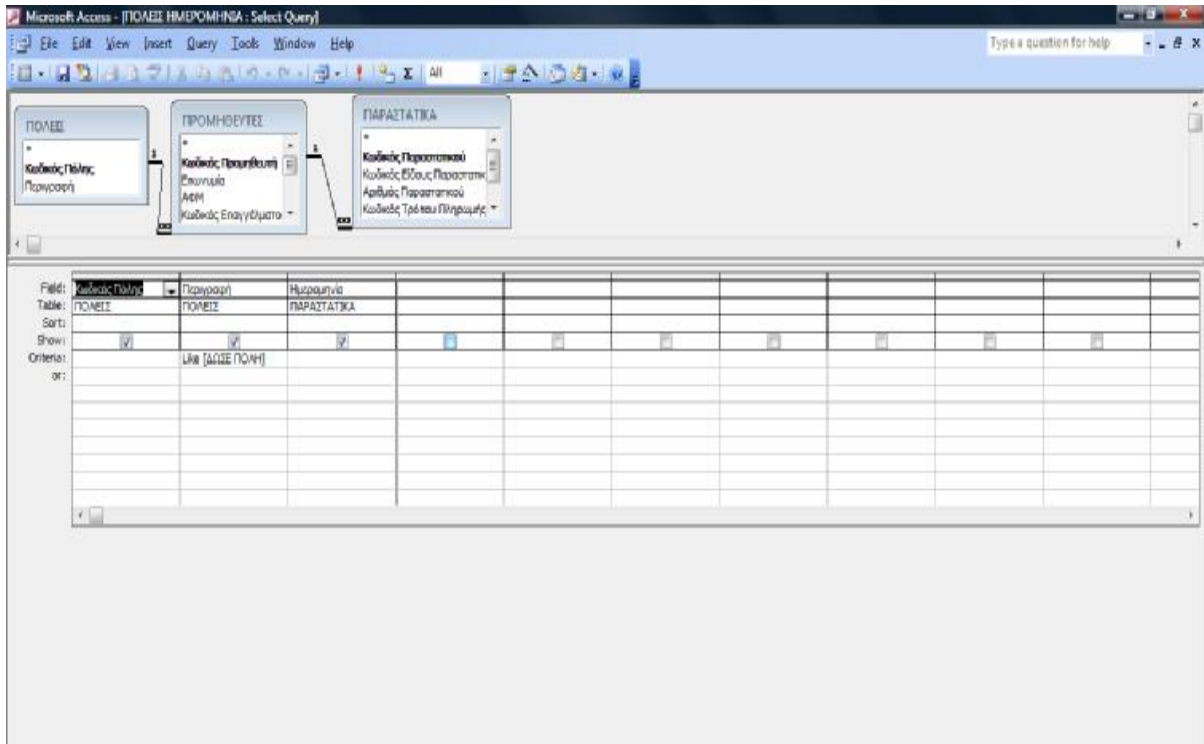 Microsoft Access - [ΠΟΛΕΙΣ ΗΜΕΡΟΜΗΝΙΑ : Select Query]
File Edit View Insert Query Tools Window Help
Type a question for help
Σ All
ΠΟΛΕΙΣ
*
Κωδικός Πόλης
Περιγραφή
ΠΡΟΜΗΘΕΥΤΕΣ
*
Κωδικός Προμηθευτή
Επωνυμία
ΑΦΜ
Κωδικός Επαγγέλματο
ΠΑΡΑΣΤΑΤΙΚΑ
*
Κωδικός Παραστατικού
Κωδικός Είδους Παραστατικ
Αριθμός Παραστατικού
Κωδικός Τρόπου Πληρωμής
1 ∞ 1 ∞
Field: Κωδικός Πόλης Περιγραφή Ημερομηνία
Table: ΠΟΛΕΙΣ ΠΟΛΕΙΣ ΠΑΡΑΣΤΑΤΙΚΑ
Sort:
Show:
Criteria: Like [ΔΩΣΕ ΠΟΛΗ]
or: